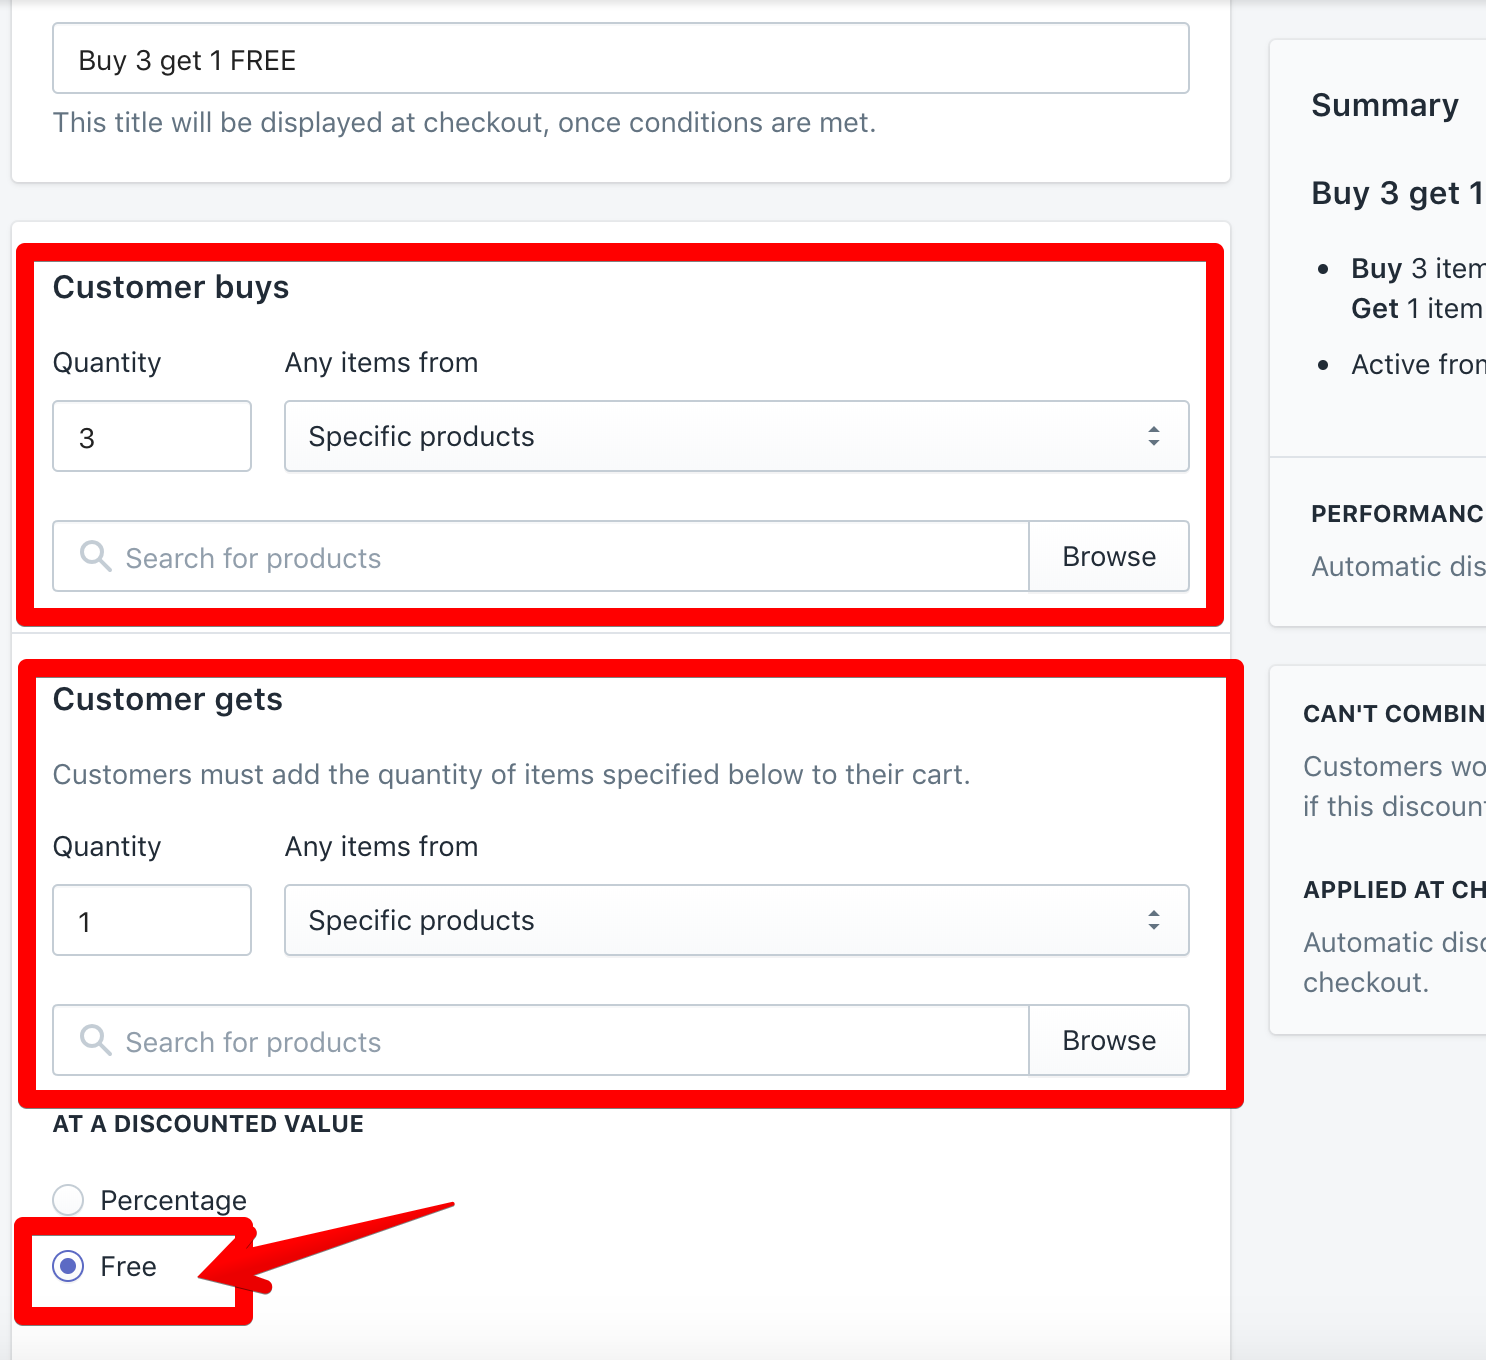 Buy 3 get 1 FREE
This title will be displayed at checkout, once conditions are met.
Customer buys
Quantity
Any items from
3
Specific products
Search for products
Browse
Customer gets
Customers must add the quantity of items specified below to their cart.
Quantity
Any items from
1
Specific products
Search for products
Browse
AT A DISCOUNTED VALUE
Percentage
Free
Summary
Buy 3 get 1
Buy 3 item
Get 1 item
Active from
PERFORMANC
Automatic dis
CAN'T COMBIN
Customers wo
if this discount
APPLIED AT CH
Automatic disc
checkout.